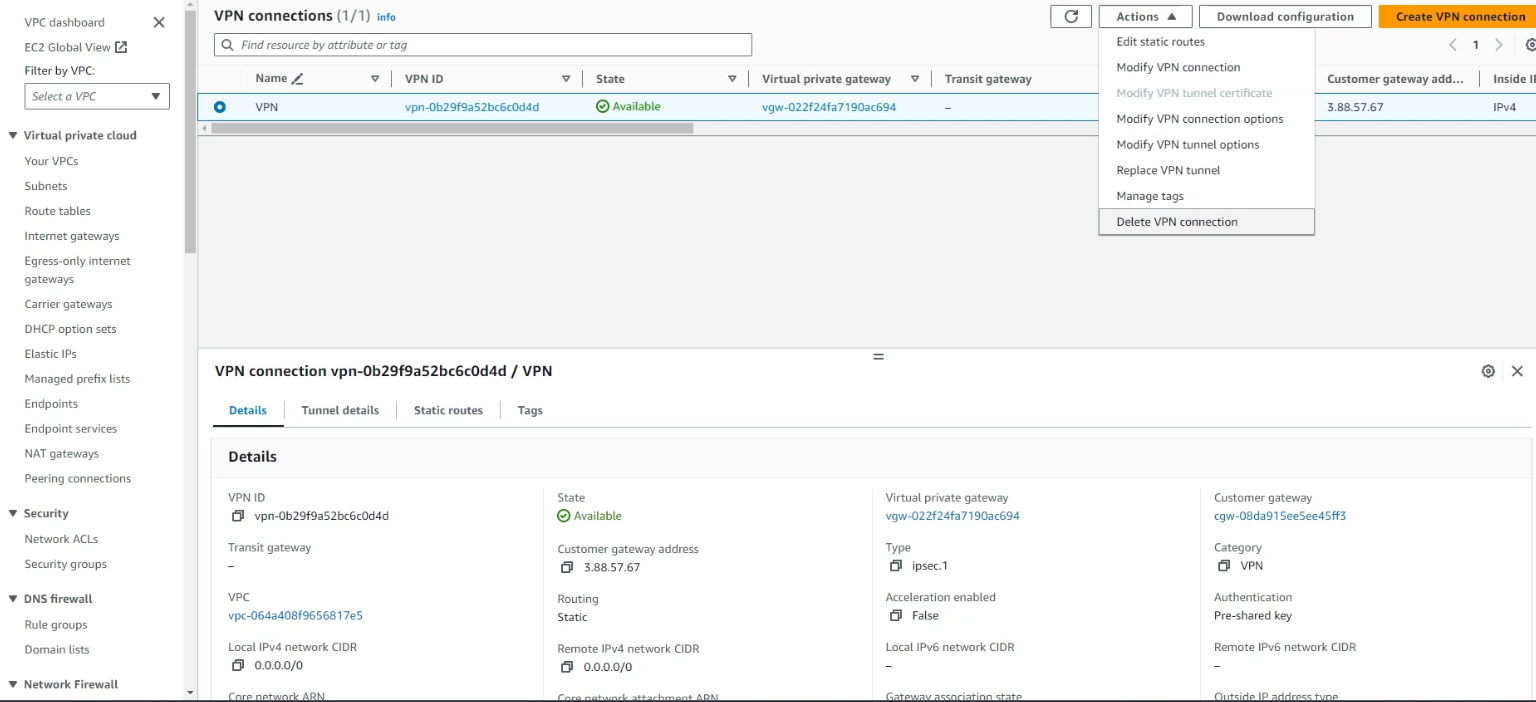 VPC dashboard
EC2 Global View
Filter by VPC:
Select a VPC
Virtual private cloud
Your VPCs
Subnets
Route tables
Internet gateways
Egress-only internet
gateways
Carrier gateways
DHCP option sets
Elastic IPs
Managed prefix lists
Endpoints
Endpoint services
NAT gateways
Peering connections
Security
Network ACLs
Security groups
DNS firewall
Rule groups
Domain lists
Network Firewall
VPN connections (1/1) info
Actions
Download configuration
Create VPN connection
Find resource by attribute or tag
1
Edit static routes
Modify VPN connection
Modify VPN tunnel certificate
Modify VPN connection options
Modify VPN tunnel options
Replace VPN tunnel
Manage tags
Delete VPN connection
Name VPN ID State Virtual private gateway Transit gateway Customer gateway add... Inside
VPN vpn-0b29f9a52bc6c0d4d Available vgw-022f24fa7190ac694 – 3.88.57.67 IPv4
VPN connection vpn-0b29f9a52bc6c0d4d / VPN
Details Tunnel details Static routes Tags
Details
VPN ID
vpn-0b29f9a52bc6c0d4d
Transit gateway
–
VPC
vpc-064a408f9656817e5
Local IPv4 network CIDR
0.0.0.0/0
Core network ARN
State
Available
Customer gateway address
3.88.57.67
Routing
Static
Remote IPv4 network CIDR
0.0.0.0/0
Core network attachment ARN
Virtual private gateway
vgw-022f24fa7190ac694
Type
ipsec.1
Acceleration enabled
False
Local IPv6 network CIDR
–
Gateway association state
Customer gateway
cgw-08da915ee5ee45ff3
Category
VPN
Authentication
Pre-shared key
Remote IPv6 network CIDR
–
Outside IP address type